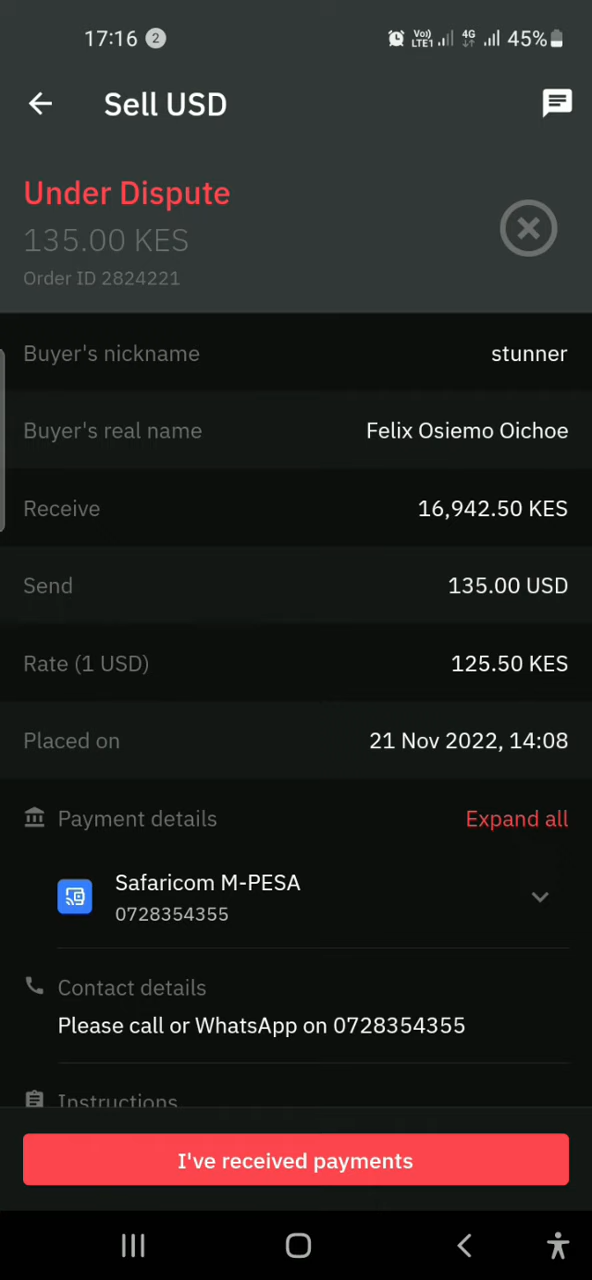 17:16 2 Vo) LTE1 4G 45%
Sell USD
Under Dispute
135.00 KES
Order ID 2824221
Buyer's nickname stunner
Buyer's real name Felix Osiemo Oichoe
Receive 16,942.50 KES
Send 135.00 USD
Rate (1 USD) 125.50 KES
Placed on 21 Nov 2022, 14:08
Payment details Expand all
Safaricom M-PESA
0728354355
Contact details
Please call or WhatsApp on 0728354355
Instructions
I've received payments